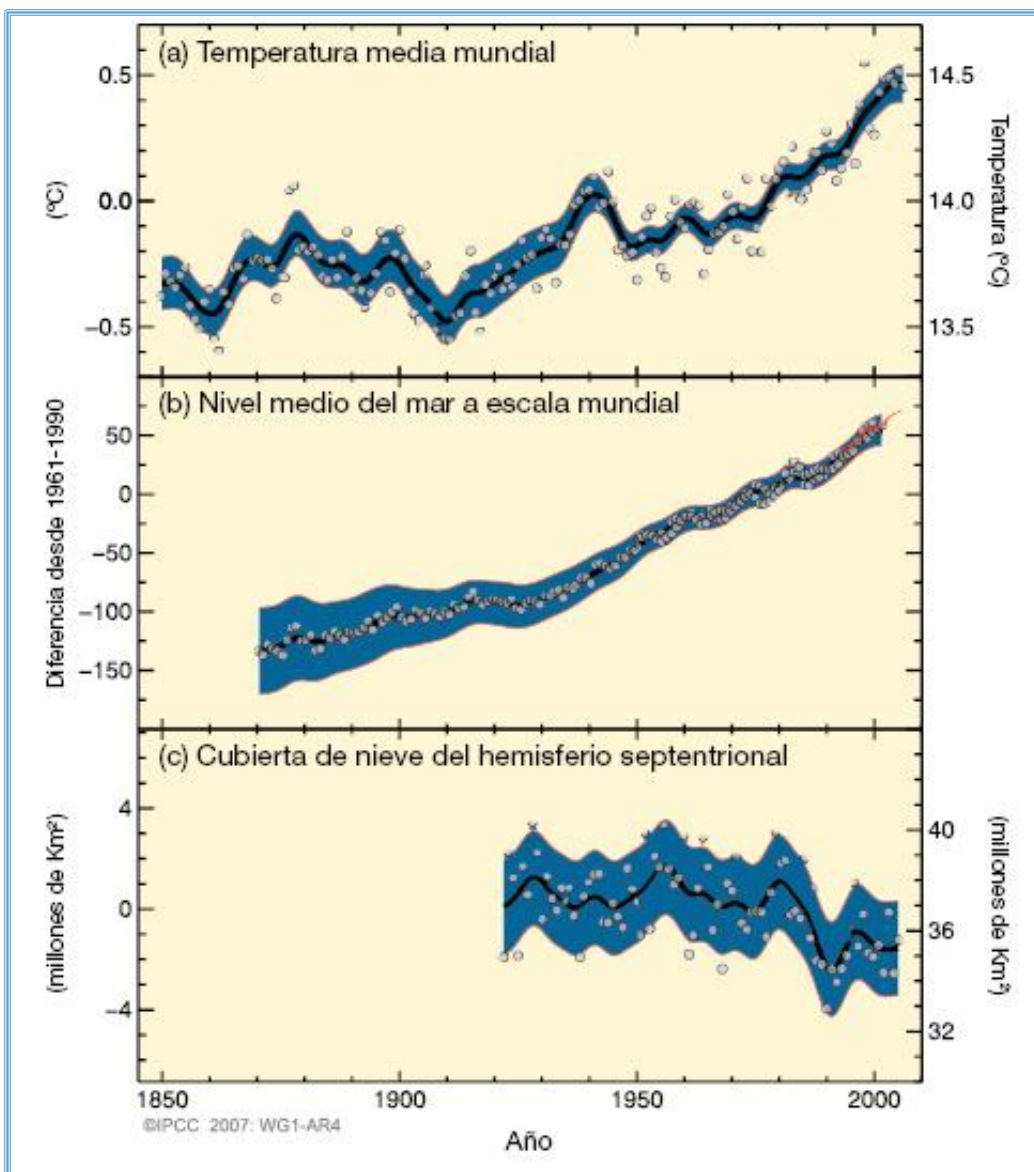 (a) Temperatura media mundial
0.5
0.0
−0.5
(ºC)
14.5
14.0
13.5
Temperatura (ºC)
(b) Nivel medio del mar a escala mundial
50
0
−50
−100
−150
Diferencia desde 1961-1990
(c) Cubierta de nieve del hemisferio septentrional
4
0
−4
(millones de Km²)
40
36
32
(millones de Km²)
1850
1900
1950
2000
©IPCC 2007: WG1-AR4
Año